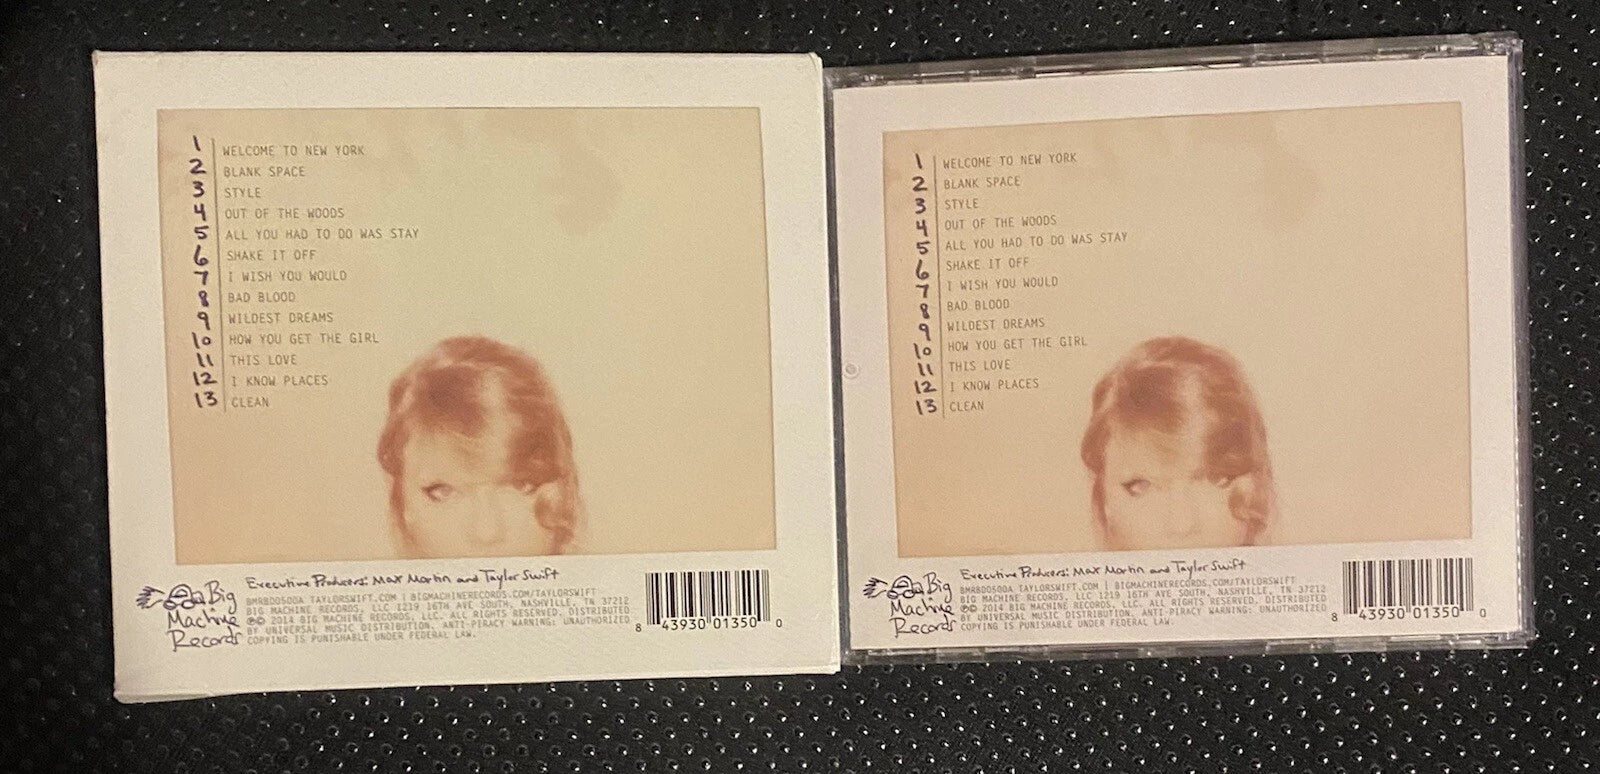 1 WELCOME TO NEW YORK
2 BLANK SPACE
3 STYLE
4 OUT OF THE WOODS
5 ALL YOU HAD TO DO WAS STAY
6 SHAKE IT OFF
7 I WISH YOU WOULD
8 BAD BLOOD
9 WILDEST DREAMS
10 HOW YOU GET THE GIRL
11 THIS LOVE
12 I KNOW PLACES
13 CLEAN
Big
Machine
Records
Executive Producers: Max Martin and Taylor Swift
BMRBD0500A TAYLORSWIFT.COM | BIGMACHINERECORDS.COM/TAYLORSWIFT
BIG MACHINE RECORDS, LLC 1219 16TH AVE SOUTH, NASHVILLE, TN 37212
℗© 2014 BIG MACHINE RECORDS, LLC. ALL RIGHTS RESERVED. DISTRIBUTED
BY UNIVERSAL MUSIC DISTRIBUTION. ANTI-PIRACY WARNING: UNAUTHORIZED
COPYING IS PUNISHABLE UNDER FEDERAL LAW.
8 43930 01350 0
1 WELCOME TO NEW YORK
2 BLANK SPACE
3 STYLE
4 OUT OF THE WOODS
5 ALL YOU HAD TO DO WAS STAY
6 SHAKE IT OFF
7 I WISH YOU WOULD
8 BAD BLOOD
9 WILDEST DREAMS
10 HOW YOU GET THE GIRL
11 THIS LOVE
12 I KNOW PLACES
13 CLEAN
Big
Machine
Records
Executive Producers: Max Martin and Taylor Swift
BMRBD0500A TAYLORSWIFT.COM | BIGMACHINERECORDS.COM/TAYLORSWIFT
BIG MACHINE RECORDS, LLC 1219 16TH AVE SOUTH, NASHVILLE, TN 37212
℗© 2014 BIG MACHINE RECORDS, LLC. ALL RIGHTS RESERVED. DISTRIBUTED
BY UNIVERSAL MUSIC DISTRIBUTION. ANTI-PIRACY WARNING: UNAUTHORIZED
COPYING IS PUNISHABLE UNDER FEDERAL LAW.
8 43930 01350 0